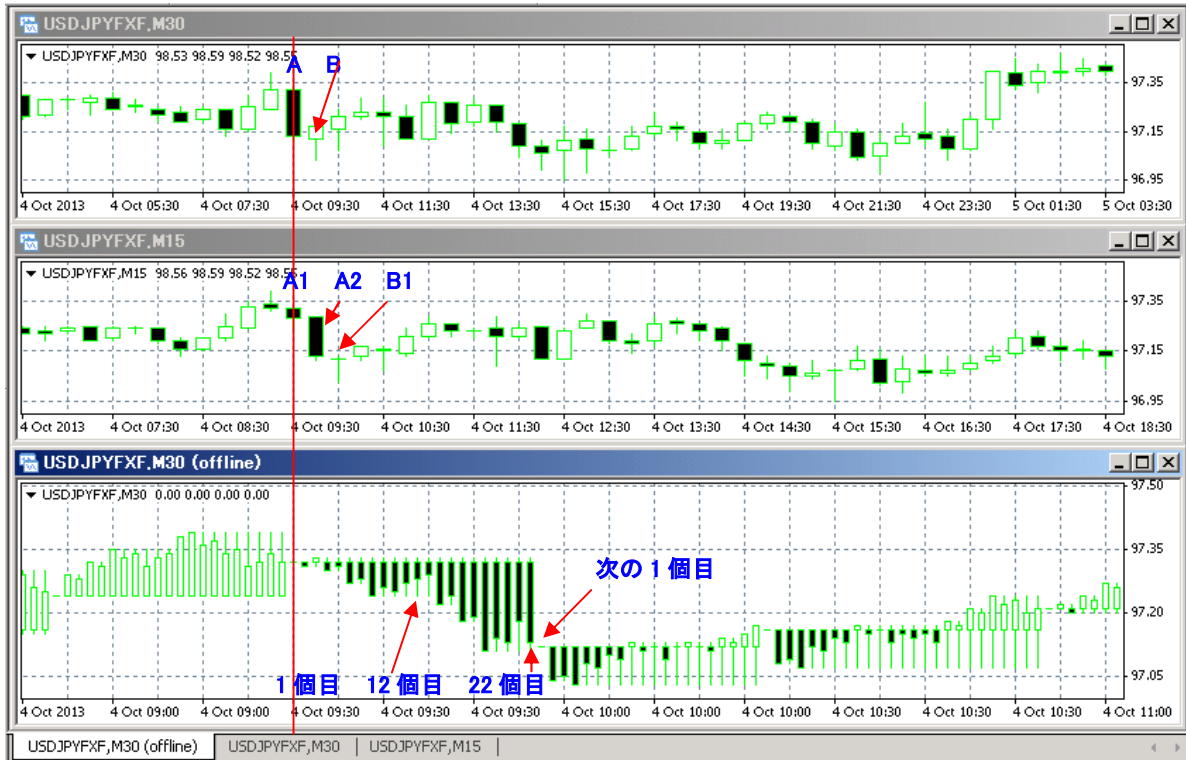 USDJPYFXF,M30
USDJPYFXF,M30 98.53 98.59 98.52 98.55
A B
97.35
97.15
96.95
4 Oct 2013 4 Oct 05:30 4 Oct 07:30 4 Oct 09:30 4 Oct 11:30 4 Oct 13:30 4 Oct 15:30 4 Oct 17:30 4 Oct 19:30 4 Oct 21:30 4 Oct 23:30 5 Oct 01:30 5 Oct 03:30
USDJPYFXF,M15
USDJPYFXF,M15 98.56 98.59 98.52 98.55
A1 A2 B1
97.35
97.15
96.95
4 Oct 2013 4 Oct 07:30 4 Oct 08:30 4 Oct 09:30 4 Oct 10:30 4 Oct 11:30 4 Oct 12:30 4 Oct 13:30 4 Oct 14:30 4 Oct 15:30 4 Oct 16:30 4 Oct 17:30 4 Oct 18:30
USDJPYFXF,M30 (offline)
USDJPYFXF,M30 0.00 0.00 0.00 0.00
97.50
97.35
次の1個目
97.20
97.05
1個目 12個目 22個目
4 Oct 2013 4 Oct 09:00 4 Oct 09:00 4 Oct 09:30 4 Oct 09:30 4 Oct 09:30 4 Oct 10:00 4 Oct 10:00 4 Oct 10:00 4 Oct 10:30 4 Oct 10:30 4 Oct 10:30 4 Oct 11:00
USDJPYFXF,M30 (offline) USDJPYFXF,M30 USDJPYFXF,M15